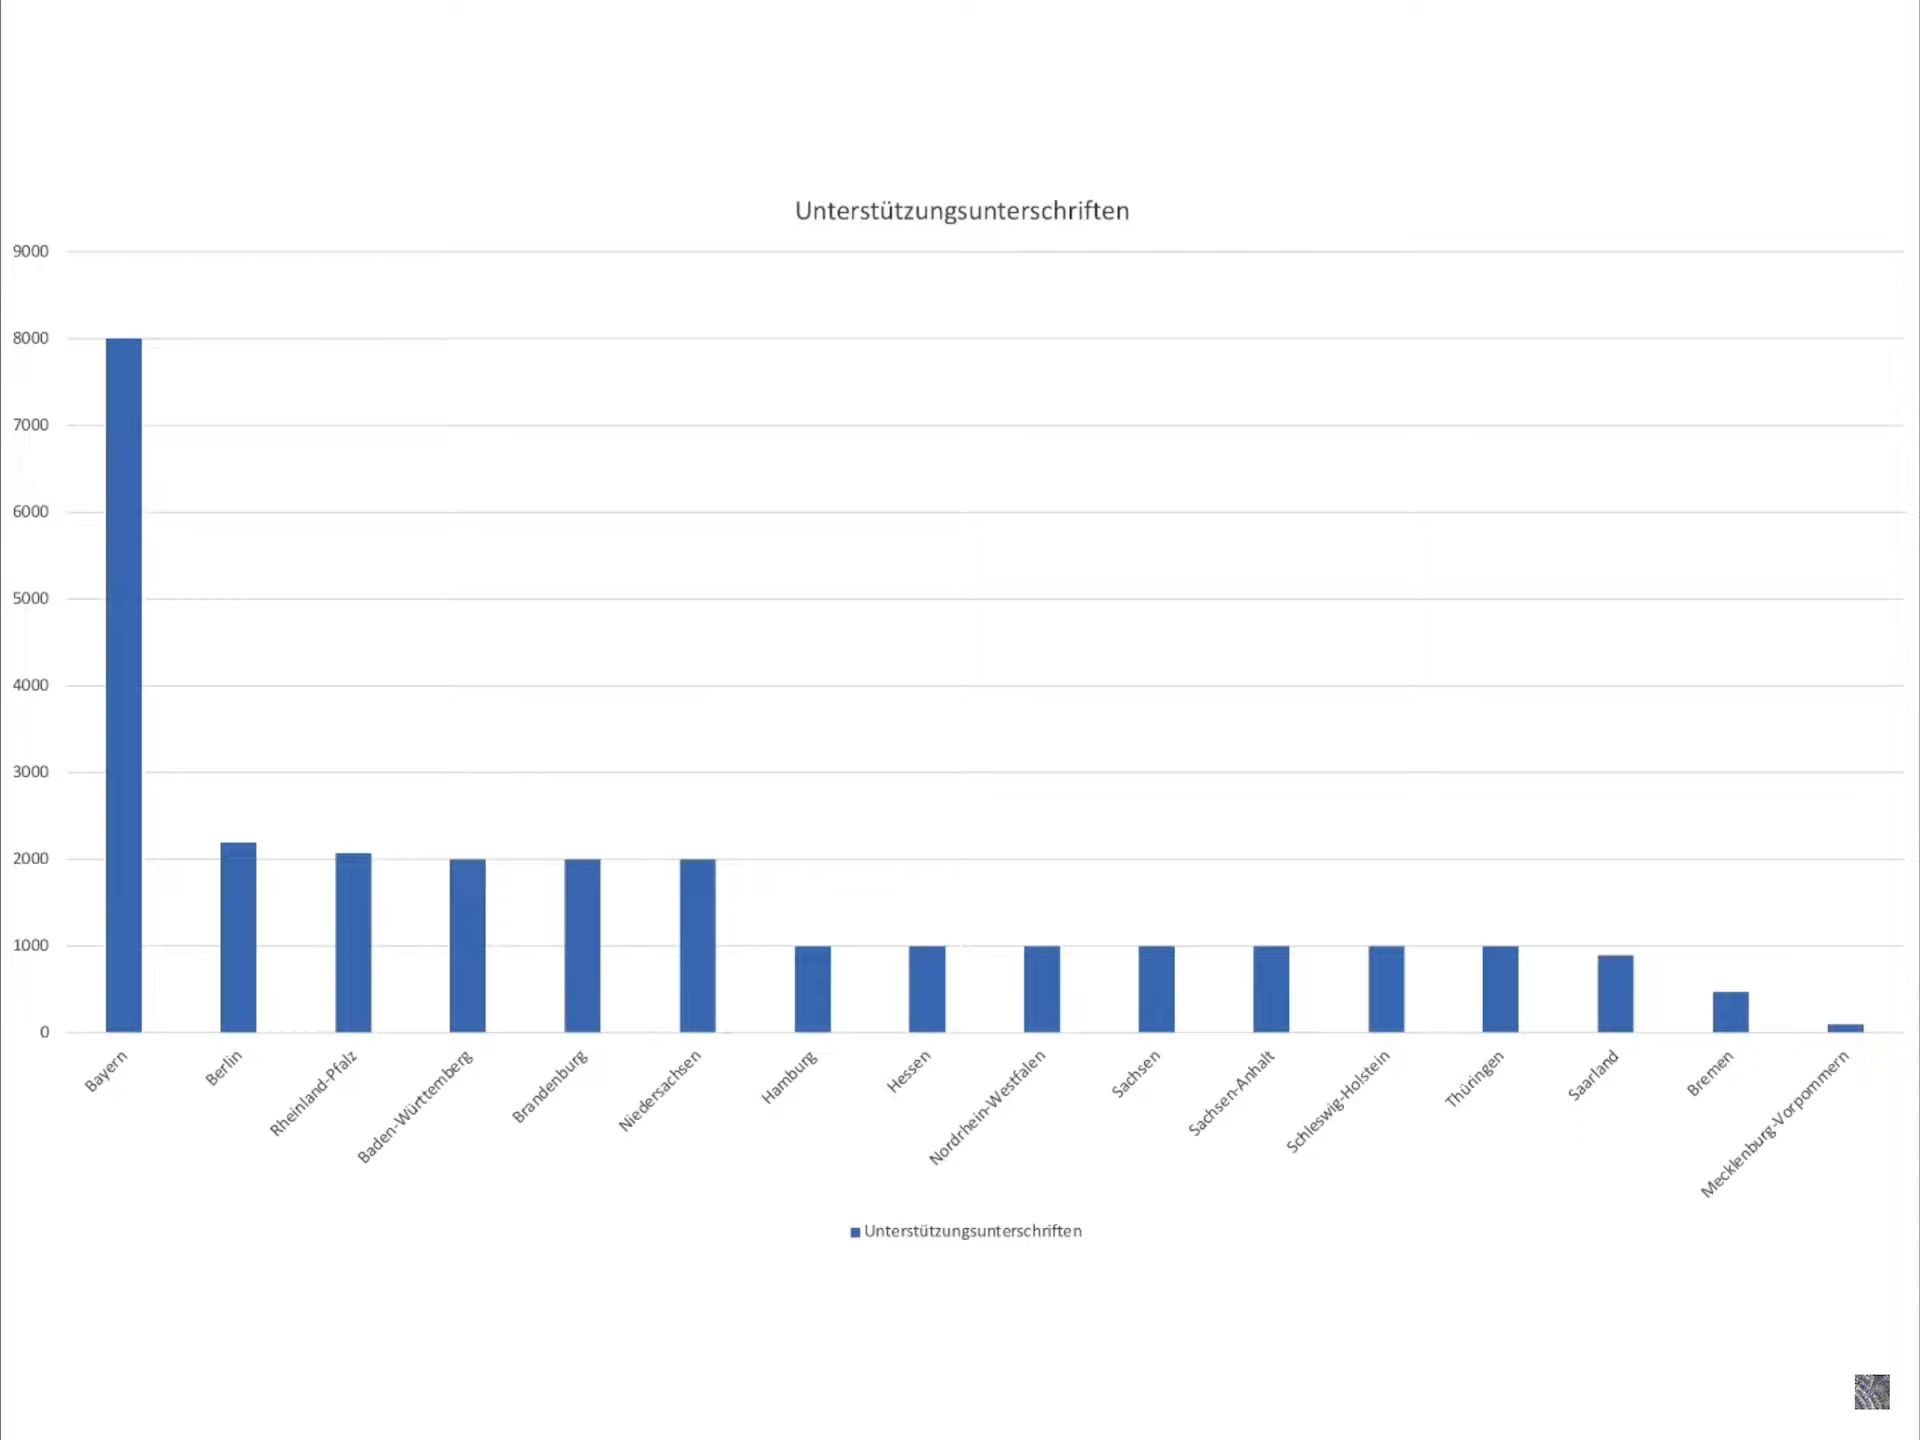 Unterstützungsunterschriften
9000
8000
7000
6000
5000
4000
3000
2000
1000
0
Bayern
Berlin
Rheinland-Pfalz
Baden-Württemberg
Brandenburg
Niedersachsen
Hamburg
Hessen
Nordrhein-Westfalen
Sachsen
Sachsen-Anhalt
Schleswig-Holstein
Thüringen
Saarland
Bremen
Mecklenburg-Vorpommern
Unterstützungsunterschriften